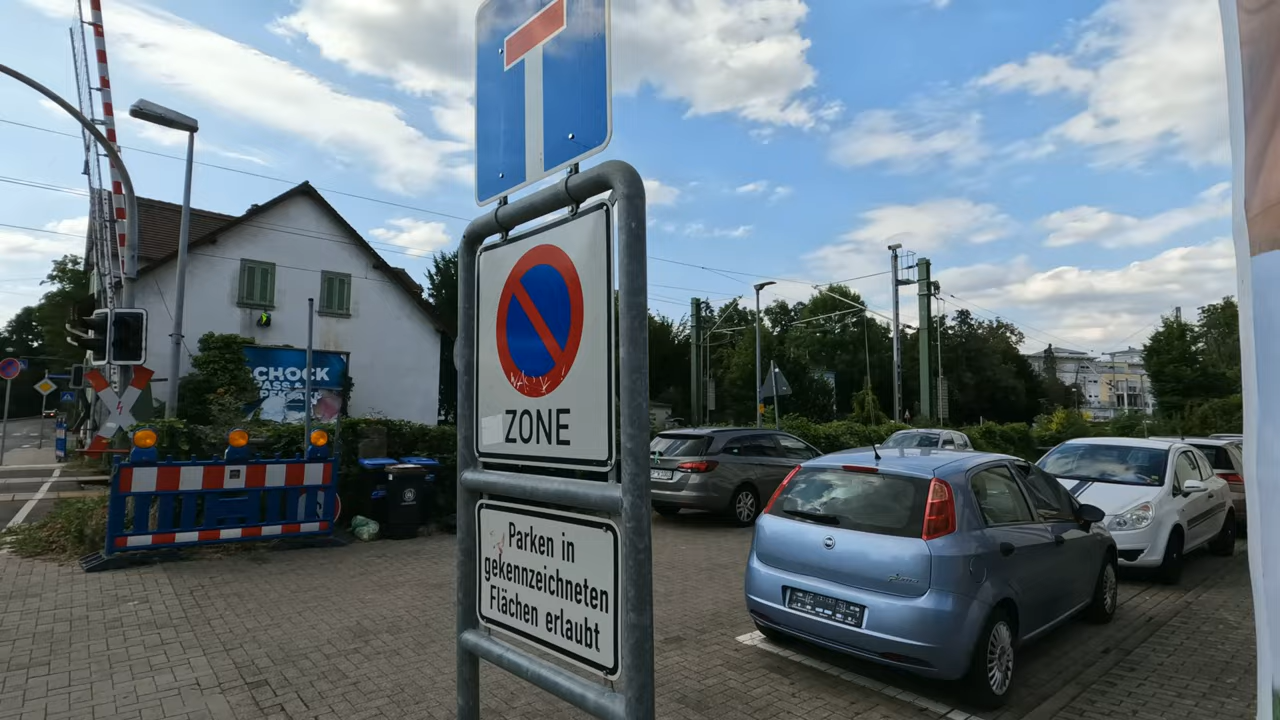 ZONE
Parken in
gekennzeichneten
Flächen erlaubt
SCHOCK